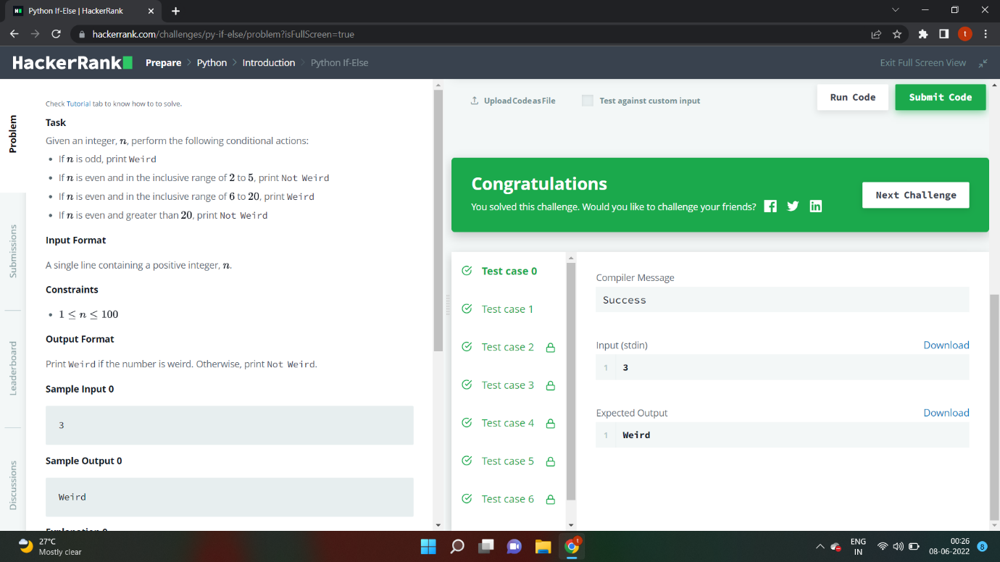 Python If-Else | HackerRank
hackerrank.com/challenges/py-if-else/problem?isFullScreen=true
t
HackerRank
Prepare > Python > Introduction > Python If-Else
Exit Full Screen View
Problem
Submissions
Leaderboard
Discussions
Check Tutorial tab to know how to to solve.
Task
Given an integer, n, perform the following conditional actions:
• If n is odd, print Weird
• If n is even and in the inclusive range of 2 to 5, print Not Weird
• If n is even and in the inclusive range of 6 to 20, print Weird
• If n is even and greater than 20, print Not Weird
Input Format
A single line containing a positive integer, n.
Constraints
• 1 ≤ n ≤ 100
Output Format
Print Weird if the number is weird. Otherwise, print Not Weird.
Sample Input 0
3
Sample Output 0
Weird
Explanation 0
Upload Code as File
Test against custom input
Run Code
Submit Code
Congratulations
You solved this challenge. Would you like to challenge your friends?
Next Challenge
Test case 0
Test case 1
Test case 2
Test case 3
Test case 4
Test case 5
Test case 6
Compiler Message
Success
Input (stdin)
Download
1 3
Expected Output
Download
1 Weird
27°C
Mostly clear
t
ENG
IN
00:26
08-06-2022
8